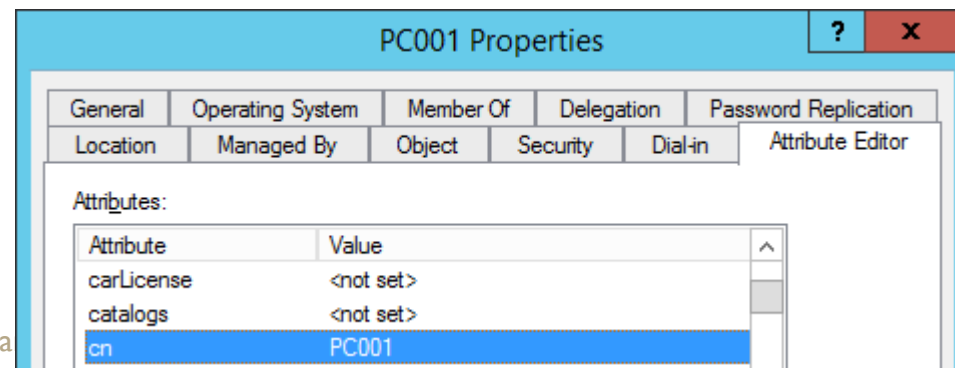 PC001 Properties ? x
General Operating System Member Of Delegation Password Replication
Location Managed By Object Security Dial-in Attribute Editor
Attributes:
Attribute Value
carLicense <not set>
catalogs <not set>
a
cn PC001